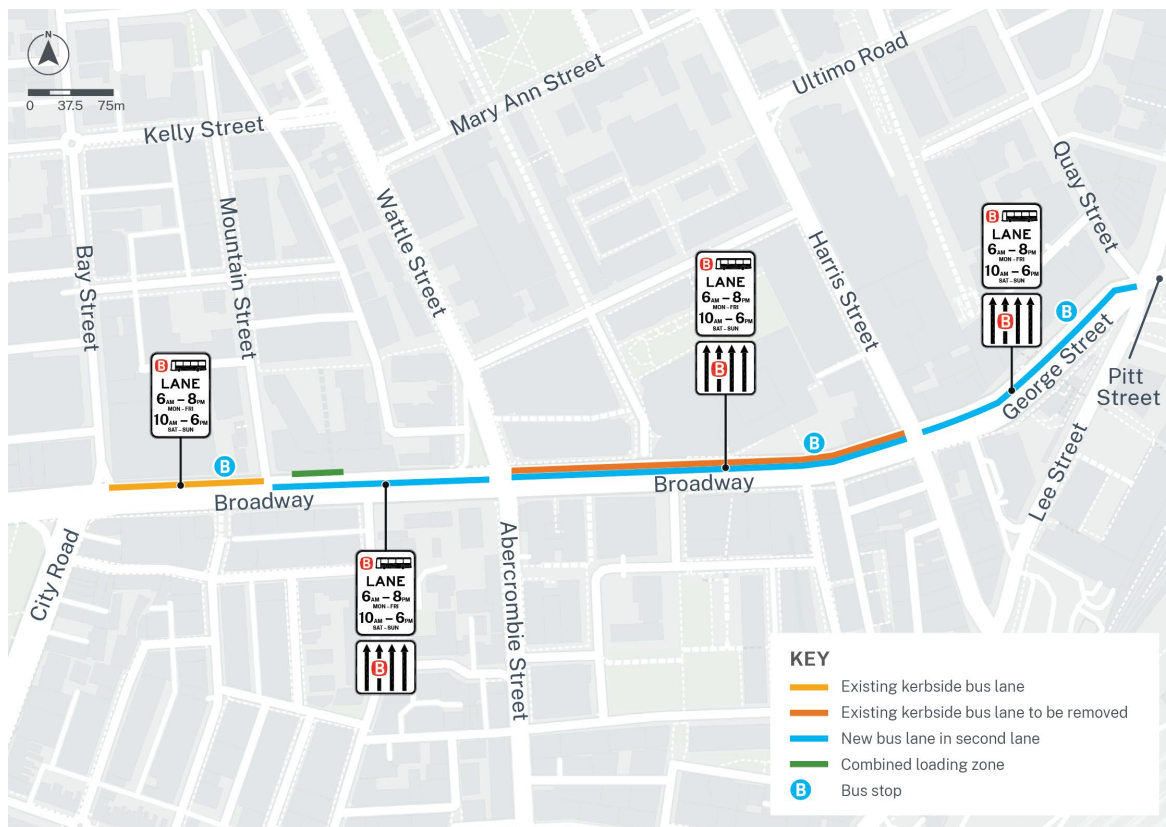 N
0 37.5 75m
Kelly Street
Mary Ann Street
Ultimo Road
Quay Street
Bay Street
Mountain Street
Wattle Street
Harris Street
B
LANE
6AM – 8PM
MON – FRI
10AM – 6PM
SAT – SUN
B
LANE
6AM – 8PM
MON – FRI
10AM – 6PM
SAT – SUN
B
B
LANE
6AM – 8PM
MON – FRI
10AM – 6PM
SAT – SUN
B
B
George Street
Pitt
Street
B
Broadway
B
Broadway
Lee Street
City Road
Abercrombie Street
B
LANE
6AM – 8PM
MON – FRI
10AM – 6PM
SAT – SUN
B
KEY
Existing kerbside bus lane
Existing kerbside bus lane to be removed
New bus lane in second lane
Combined loading zone
B Bus stop